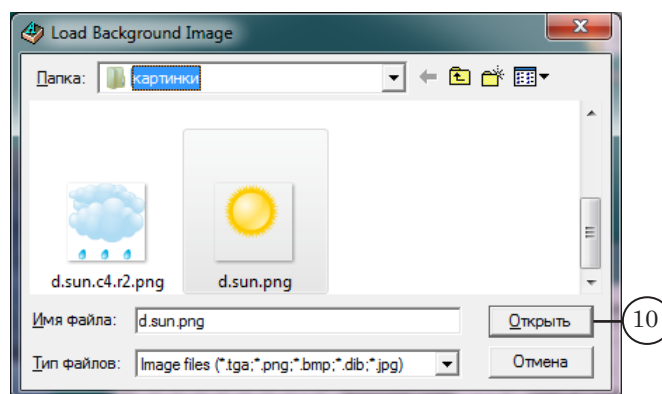 Load Background Image
Папка: картинки
d.sun.c4.r2.png d.sun.png
Имя файла: d.sun.png Открыть 10
Тип файлов: Image files (*.tga;*.png;*.bmp;*.dib;*.jpg) Отмена